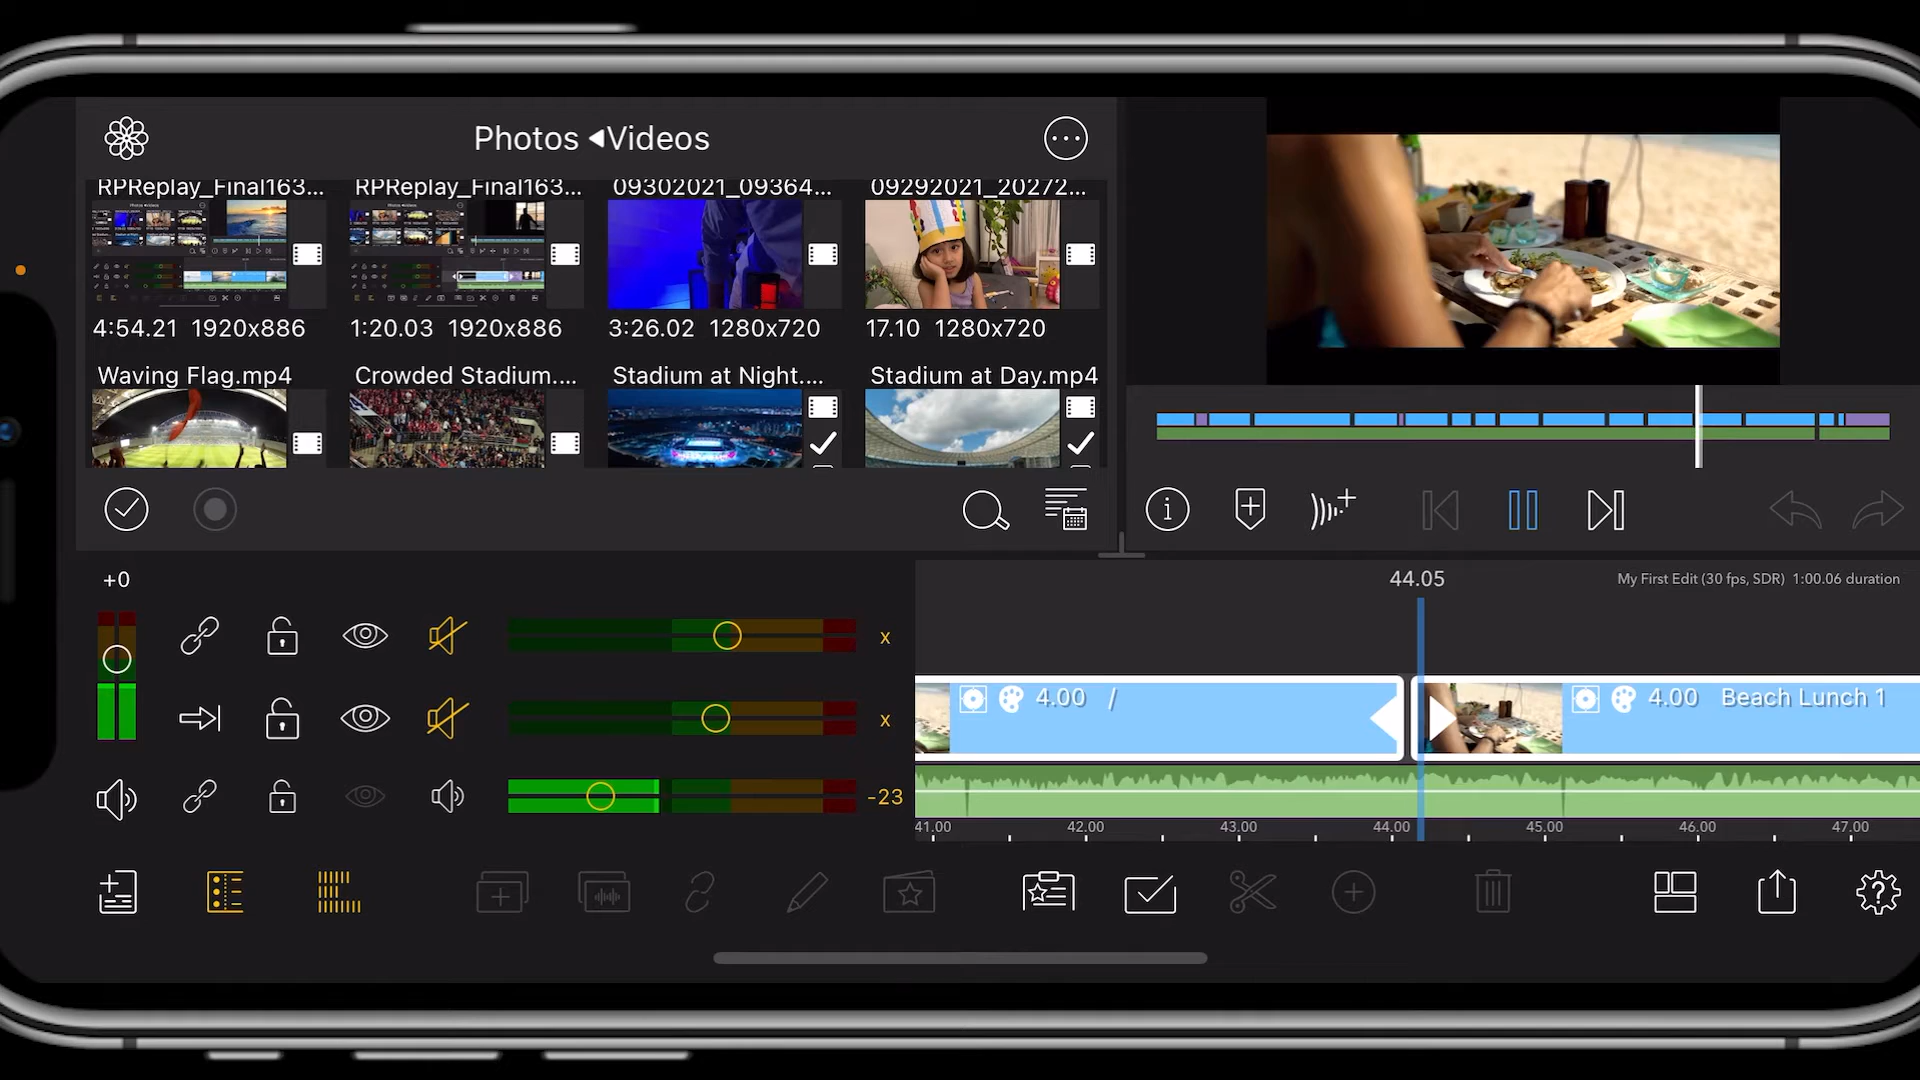 Photos ◀Videos
RPReplay_Final163...
RPReplay_Final163...
09302021_09364...
09292021_20272...
4:54.21 1920x886
1:20.03 1920x886
3:26.02 1280x720
17.10 1280x720
Waving Flag.mp4
Crowded Stadium....
Stadium at Night....
Stadium at Day.mp4
+0
44.05
My First Edit (30 fps, SDR) 1:00.06 duration
x
4.00 /
4.00 Beach Lunch 1
x
-23
41.00 42.00 43.00 44.00 45.00 46.00 47.00